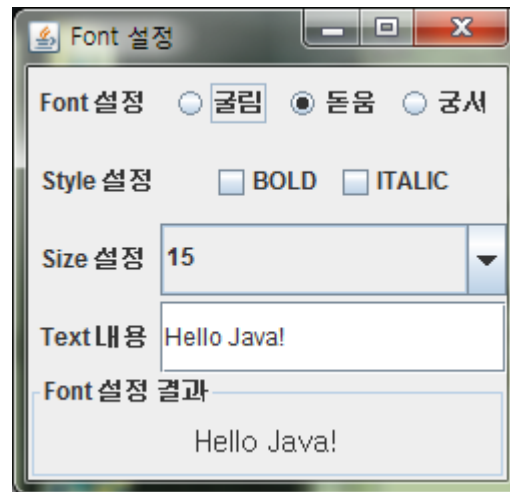 Font 설정
Font 설정 굴림 돋움 궁서
Style 설정 BOLD ITALIC
Size 설정 15
Text 내용 Hello Java!
Font 설정 결과
Hello Java!